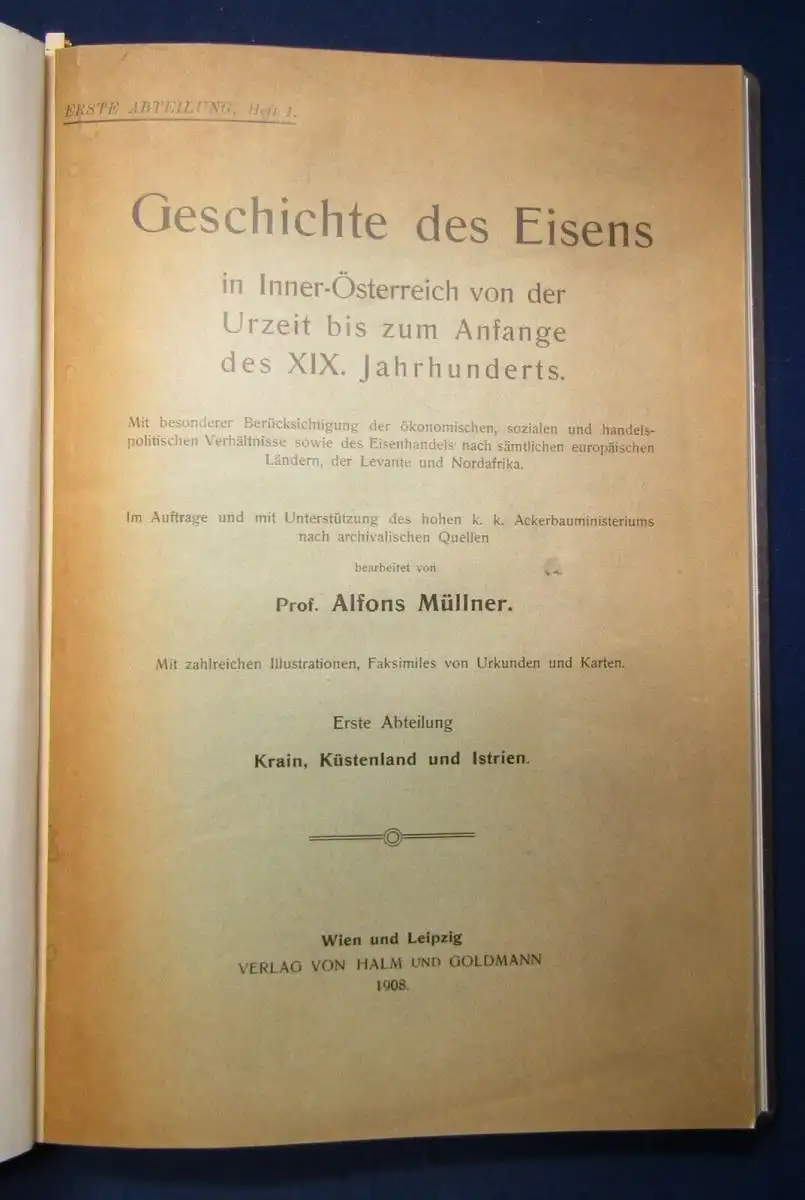 ERSTE ABTEILUNG, Heft 1.
Geschichte des Eisens
in Inner-Österreich von der
Urzeit bis zum Anfange
des XIX. Jahrhunderts.
Mit besonderer Berücksichtigung der ökonomischen, sozialen und handels-
politischen Verhältnisse sowie des Eisenhandels nach sämtlichen europäischen
Ländern, der Levante und Nordafrika.
Im Auftrage und mit Unterstützung des hohen k. k. Ackerbauministeriums
nach archivalischen Quellen
bearbeitet von
Prof. Alfons Müllner.
Mit zahlreichen Illustrationen, Faksimiles von Urkunden und Karten.
Erste Abteilung
Krain, Küstenland und Istrien.
Wien und Leipzig
VERLAG VON HALM UND GOLDMANN
1908.